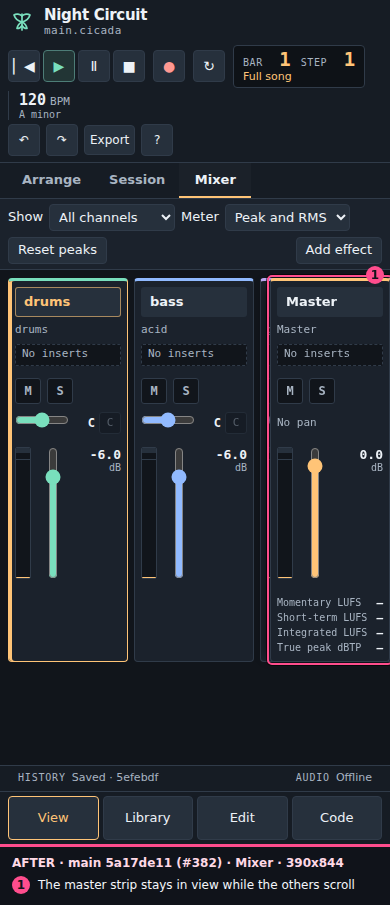 Night Circuit
main.cicada
BAR 1 STEP 1
Full song
120 BPM
A minor
Export ?
Arrange Session Mixer
Show All channels Meter Peak and RMS
Reset peaks Add effect
1
drums bass Master
drums acid Master
No inserts No inserts No inserts
M S M S M S
C C C C No pan
-6.0 -6.0 0.0
dB dB dB
Momentary LUFS –
Short-term LUFS –
Integrated LUFS –
True peak dBTP –
HISTORY Saved · 5efebdf AUDIO Offline
View Library Edit Code
AFTER · main 5a17de11 (#382) · Mixer · 390x844
1 The master strip stays in view while the others scroll